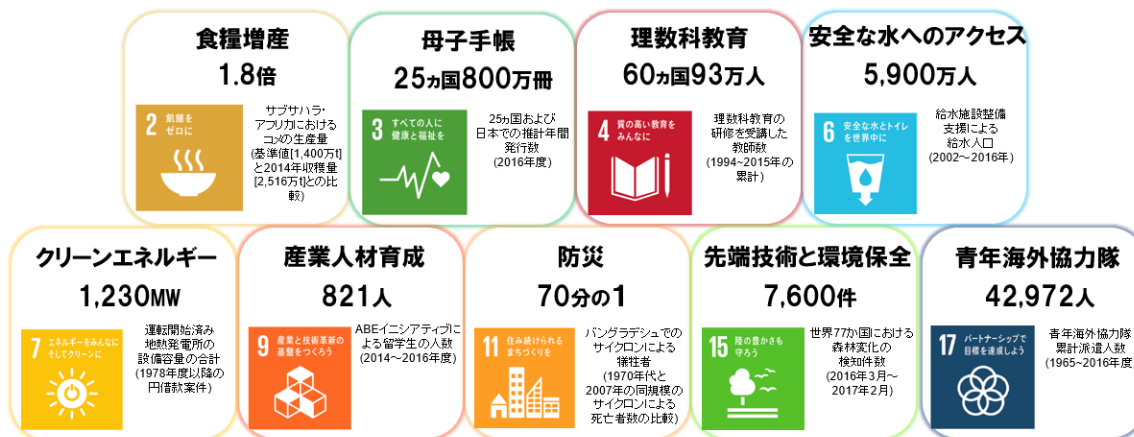 食糧増産
1.8倍
2 飢餓を
ゼロに
サブサハラ・
アフリカにおける
コメの生産量
(基準値[1,400万t]
と2014年収穫量
[2,516万t]との比
較)
母子手帳
25ヵ国800万冊
3 すべての人に
健康と福祉を
25ヵ国および
日本での推計年間
発行数
(2016年度)
理数科教育
60ヵ国93万人
4 質の高い教育を
みんなに
理数科教育の
研修を受講した
教師数
(1994~2015年の
累計)
安全な水へのアクセス
5,900万人
6 安全な水とトイレ
を世界中に
給水施設整備
支援による
給水人口
(2002～2016年)
クリーンエネルギー
1,230MW
7 エネルギーをみんなに
そしてクリーンに
運転開始済み
地熱発電所の
設備容量の合計
(1978年度以降の
円借款案件)
産業人材育成
821人
9 産業と技術革新の
基盤をつくろう
ABEイニシアティブに
よる留学生の人数
(2014～2016年度)
防災
70分の1
11 住み続けられる
まちづくりを
バングラデシュでの
サイクロンによる
犠牲者
(1970年代と
2007年の同規模の
サイクロンによる
死亡者数の比較)
先端技術と環境保全
7,600件
15 陸の豊かさも
守ろう
世界77か国における
森林変化の
検知件数
(2016年3月～
2017年2月)
青年海外協力隊
42,972人
17 パートナーシップで
目標を達成しよう
青年海外協力隊
累計派遣人数
(1965~2016年度)